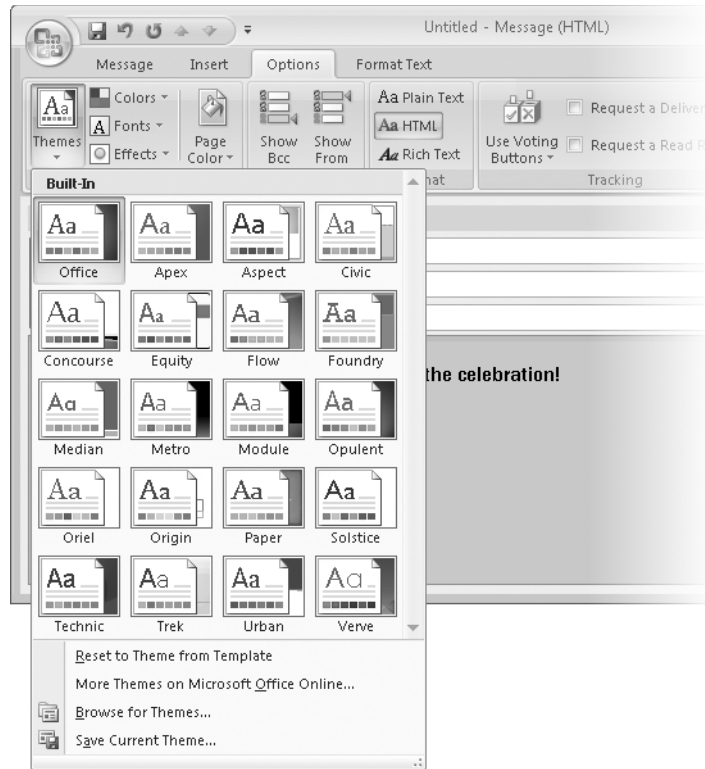 Untitled - Message (HTML)
Message Insert Options Format Text
Aa Themes
Colors
A Fonts
Effects
Page Color
Show Bcc
Show From
Aa Plain Text
Aa HTML
Aa Rich Text
Use Voting Buttons
Request a Deliver
Request a Read R
Tracking
Built-In
Aa Aa Aa Aa
Office Apex Aspect Civic
Aa Aa Aa Aa
Concourse Equity Flow Foundry
Aa Aa Aa Aa
Median Metro Module Opulent
Aa Aa Aa Aa
Oriel Origin Paper Solstice
Aa Aa Aa Aa
Technic Trek Urban Verve
the celebration!
Reset to Theme from Template
More Themes on Microsoft Office Online...
Browse for Themes...
Save Current Theme...